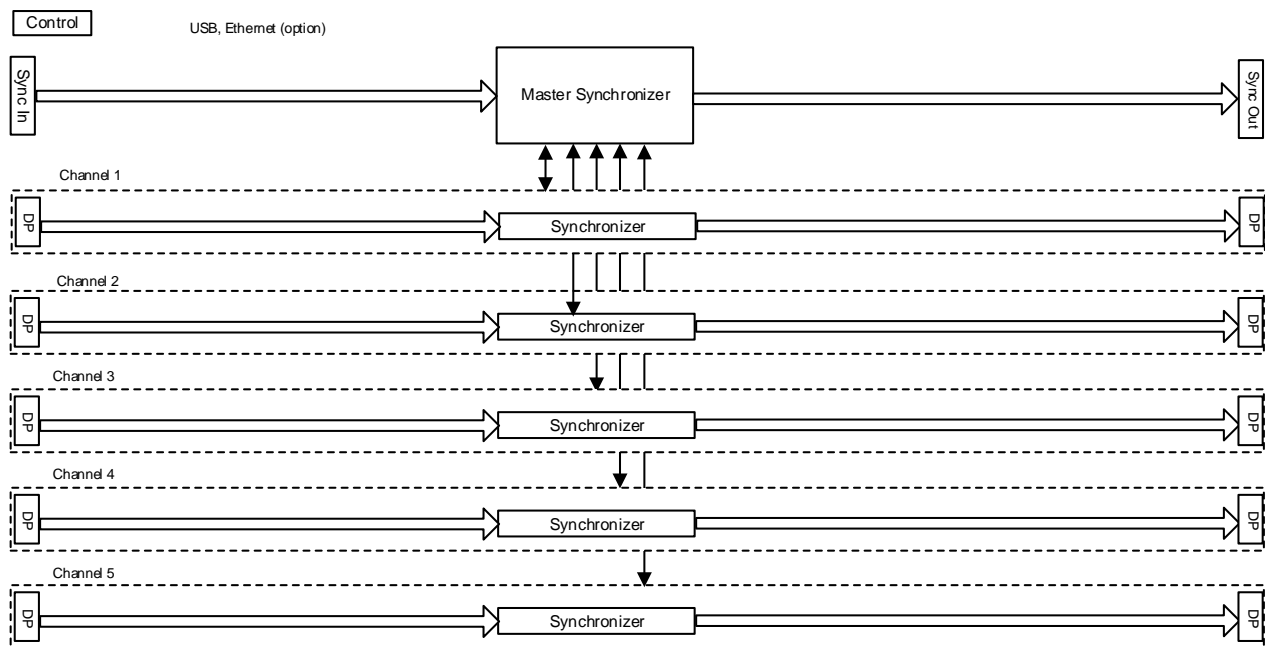 Control
USB, Ethernet (option)
Sync In
Master Synchronizer
Sync Out
Channel 1
DP
Synchronizer
DP
Channel 2
DP
Synchronizer
DP
Channel 3
DP
Synchronizer
DP
Channel 4
DP
Synchronizer
DP
Channel 5
DP
Synchronizer
DP